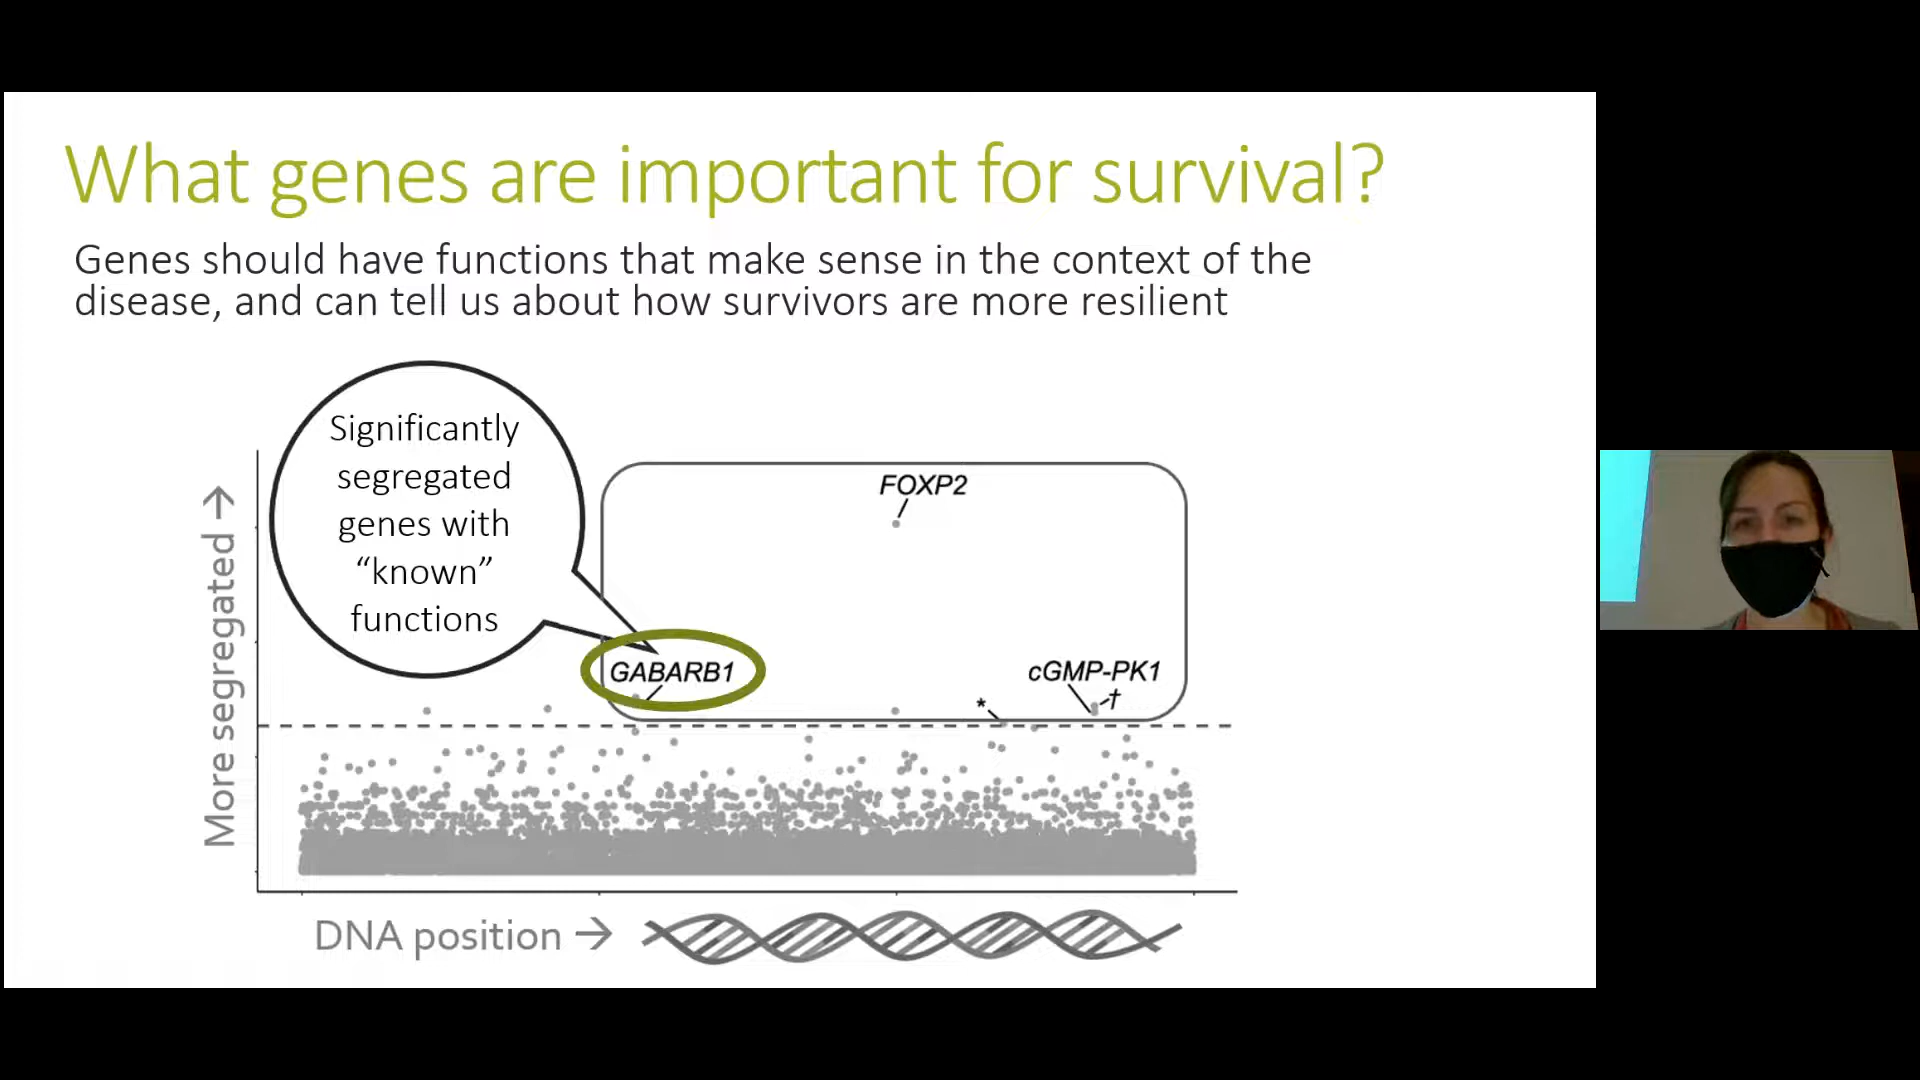 What genes are important for survival?
Genes should have functions that make sense in the context of the
disease, and can tell us about how survivors are more resilient
Significantly
segregated
genes with
“known”
functions
FOXP2
GABARB1
cGMP-PK1
* †
More segregated →
DNA position →